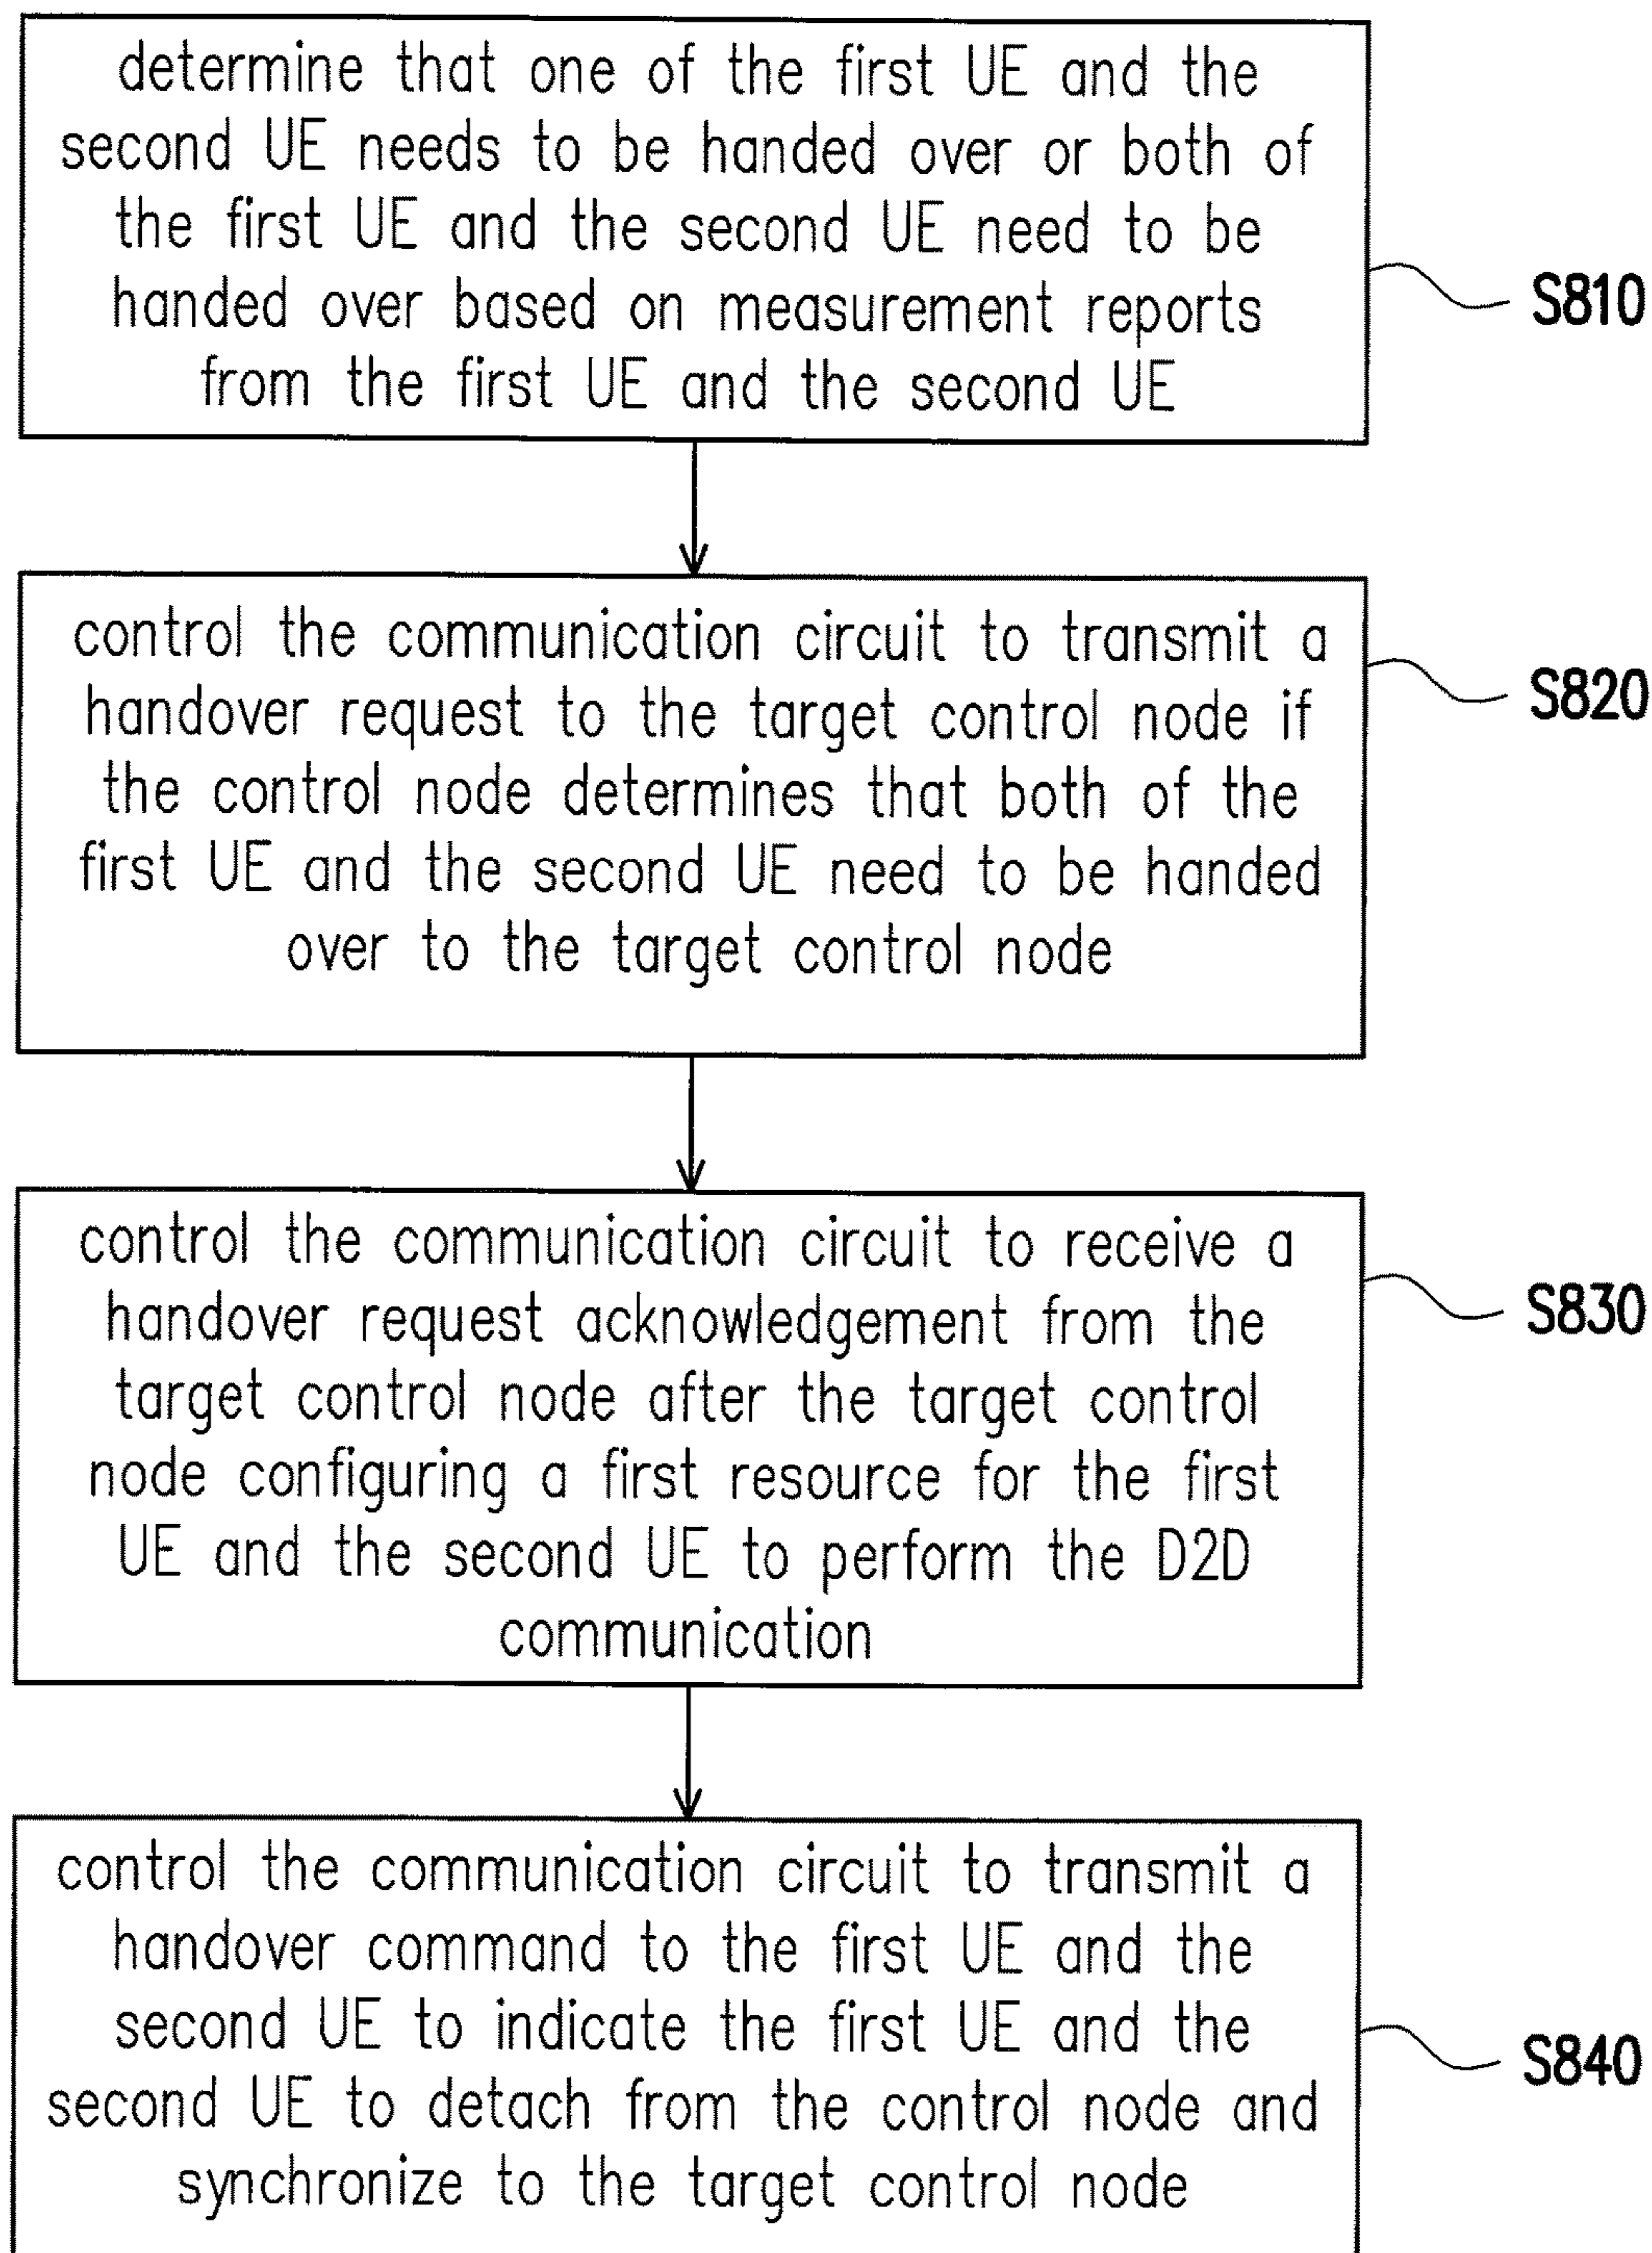 determine that one of the first UE and the
second UE needs to be handed over or both of
the first UE and the second UE need to be
handed over based on measurement reports
from the first UE and the second UE
S810
control the communication circuit to transmit a
handover request to the target control node if
the control node determines that both of the
first UE and the second UE need to be handed
over to the target control node
S820
control the communication circuit to receive a
handover request acknowledgement from the
target control node after the target control
node configuring a first resource for the first
UE and the second UE to perform the D2D
communication
S830
control the communication circuit to transmit a
handover command to the first UE and the
second UE to indicate the first UE and the
second UE to detach from the control node and
synchronize to the target control node
S840